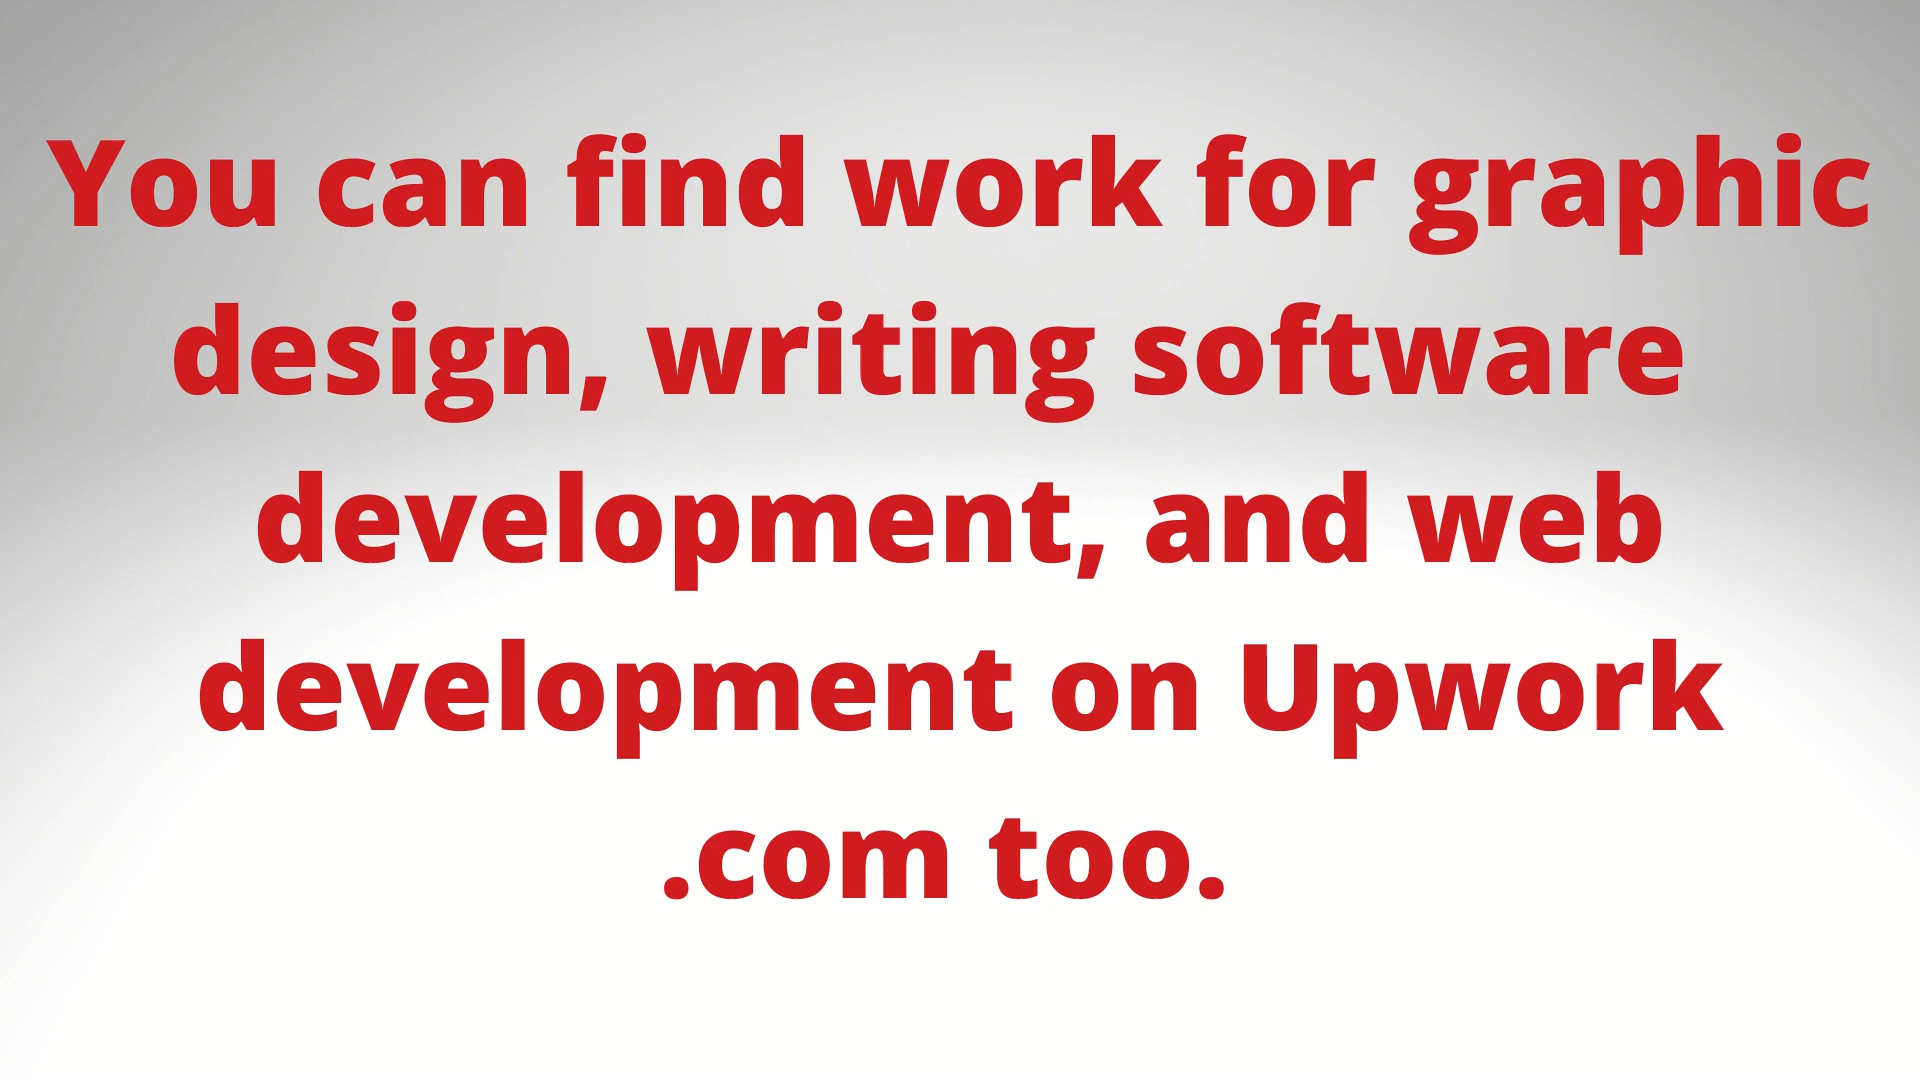 You can find work for graphic
design, writing software
development, and web
development on Upwork
.com too.